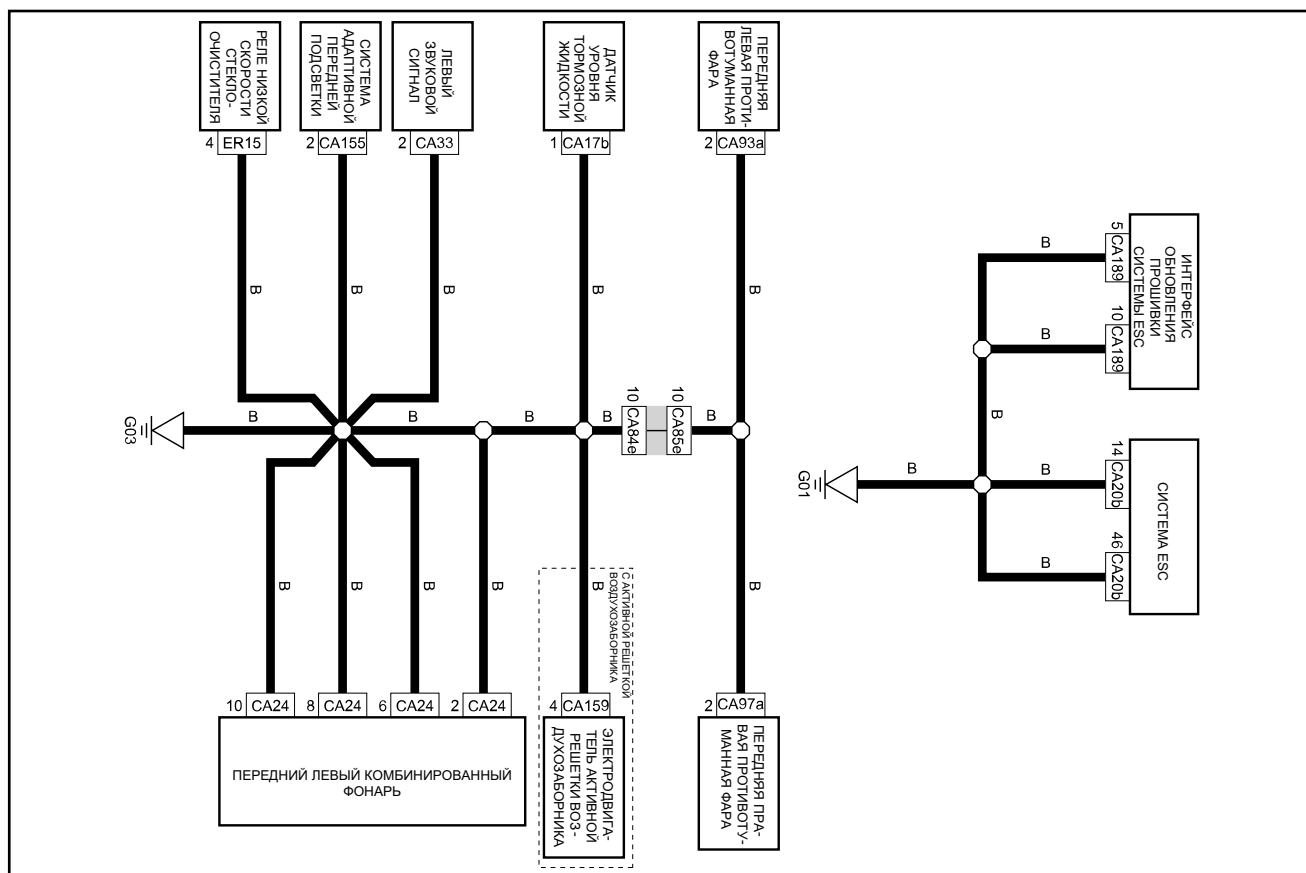 РЕЛЕ НИЗКОЙ
СКОРОСТИ
СТЕКЛО-
ОЧИСТИТЕЛЯ
4 ER15
СИСТЕМА
АДАПТИВНОЙ
ПЕРЕДНЕЙ
ПОДСВЕТКИ
2 CA155
ЛЕВЫЙ
ЗВУКОВОЙ
СИГНАЛ
2 CA33
ДАТЧИК
УРОВНЯ
ТОРМОЗНОЙ
ЖИДКОСТИ
1 CA17b
ПЕРЕДНЯЯ
ЛЕВАЯ ПРОТИ-
ВОТУМАННАЯ
ФАРА
2 CA93a
ИНТЕРФЕЙС
ОБНОВЛЕНИЯ
ПРОШИВКИ
СИСТЕМЫ ESC
5 CA189
10 CA189
B
B
B
B
B
B
B
B
СИСТЕМА ESC
14 CA20b
46 CA20b
B
B
B
G01
G03
B
B
B
B
10 CA84e
10 CA85e
B
B
B
B
B
B
B
С АКТИВНОЙ РЕШЕТКОЙ
ВОЗДУХОЗАБОРНИКА
10 CA24
8 CA24
6 CA24
2 CA24
ПЕРЕДНИЙ ЛЕВЫЙ КОМБИНИРОВАННЫЙ
ФОНАРЬ
4 CA159
ЭЛЕКТРОДВИГА-
ТЕЛЬ АКТИВНОЙ
РЕШЕТКИ ВОЗ-
ДУХОЗАБОРНИКА
2 CA97a
ПЕРЕДНЯЯ ПРА-
ВАЯ ПРОТИВОТУ-
МАННАЯ ФАРА